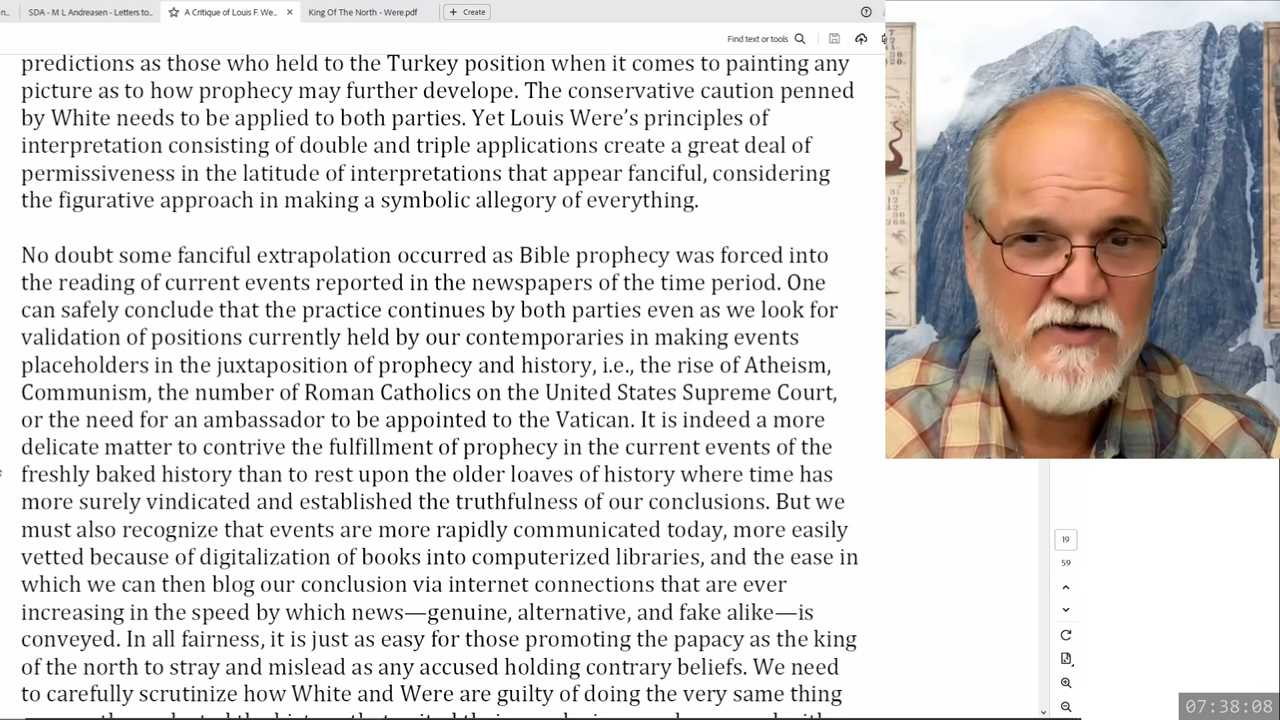 SDA - M L Andreasen - Letters to...
A Critique of Louis F. We...
King Of The North - Were.pdf
Create
Find text or tools
predictions as those who held to the Turkey position when it comes to painting any
picture as to how prophecy may further develope. The conservative caution penned
by White needs to be applied to both parties. Yet Louis Were’s principles of
interpretation consisting of double and triple applications create a great deal of
permissiveness in the latitude of interpretations that appear fanciful, considering
the figurative approach in making a symbolic allegory of everything.
No doubt some fanciful extrapolation occurred as Bible prophecy was forced into
the reading of current events reported in the newspapers of the time period. One
can safely conclude that the practice continues by both parties even as we look for
validation of positions currently held by our contemporaries in making events
placeholders in the juxtaposition of prophecy and history, i.e., the rise of Atheism,
Communism, the number of Roman Catholics on the United States Supreme Court,
or the need for an ambassador to be appointed to the Vatican. It is indeed a more
delicate matter to contrive the fulfillment of prophecy in the current events of the
freshly baked history than to rest upon the older loaves of history where time has
more surely vindicated and established the truthfulness of our conclusions. But we
must also recognize that events are more rapidly communicated today, more easily
vetted because of digitalization of books into computerized libraries, and the ease in
which we can then blog our conclusion via internet connections that are ever
increasing in the speed by which news—genuine, alternative, and fake alike—is
conveyed. In all fairness, it is just as easy for those promoting the papacy as the king
of the north to stray and mislead as any accused holding contrary beliefs. We need
to carefully scrutinize how White and Were are guilty of doing the very same thing
19
59
07:38:08